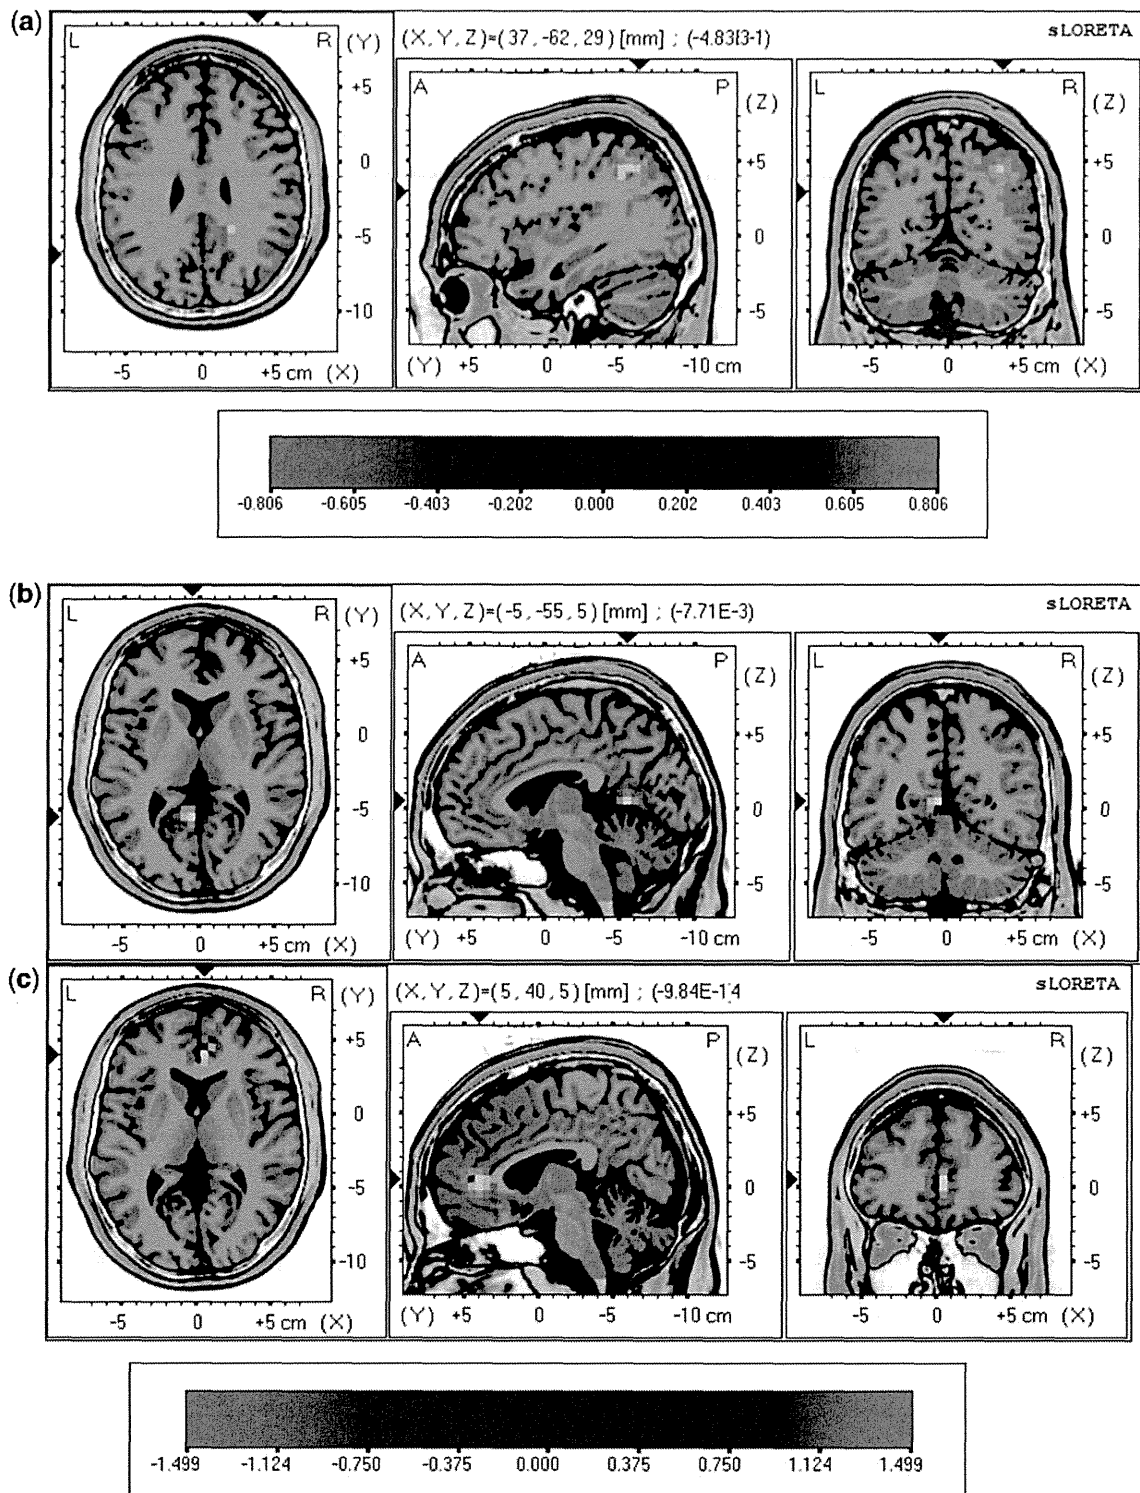 (a)
L R (Y)
+5
0
-5
-10
-5 0 +5 cm (X)
(X,Y,Z)=(37,-62,29) [mm] ; (-4.83I3-1) sLORETA
A P (Z)
+5
0
-5
(Y) +5 0 -5 -10 cm
L R (Z)
+5
0
-5
-5 0 +5 cm (X)
-0.806 -0.605 -0.403 -0.202 0.000 0.202 0.403 0.605 0.806
(b)
L R (Y)
+5
0
-5
-10
-5 0 +5 cm (X)
(X,Y,Z)=(-5,-55,5) [mm] ; (-7.71E-3) sLORETA
A P (Z)
+5
0
-5
(Y) +5 0 -5 -10 cm
L R (Z)
+5
0
-5
-5 0 +5 cm (X)
(c)
L R (Y)
+5
0
-5
-10
-5 0 +5 cm (X)
(X,Y,Z)=(5,40,5) [mm] ; (-9.84E-14 sLORETA
A P (Z)
+5
0
-5
(Y) +5 0 -5 -10 cm
L R (Z)
+5
0
-5
-5 0 +5 cm (X)
-1.499 -1.124 -0.750 -0.375 0.000 0.375 0.750 1.124 1.499